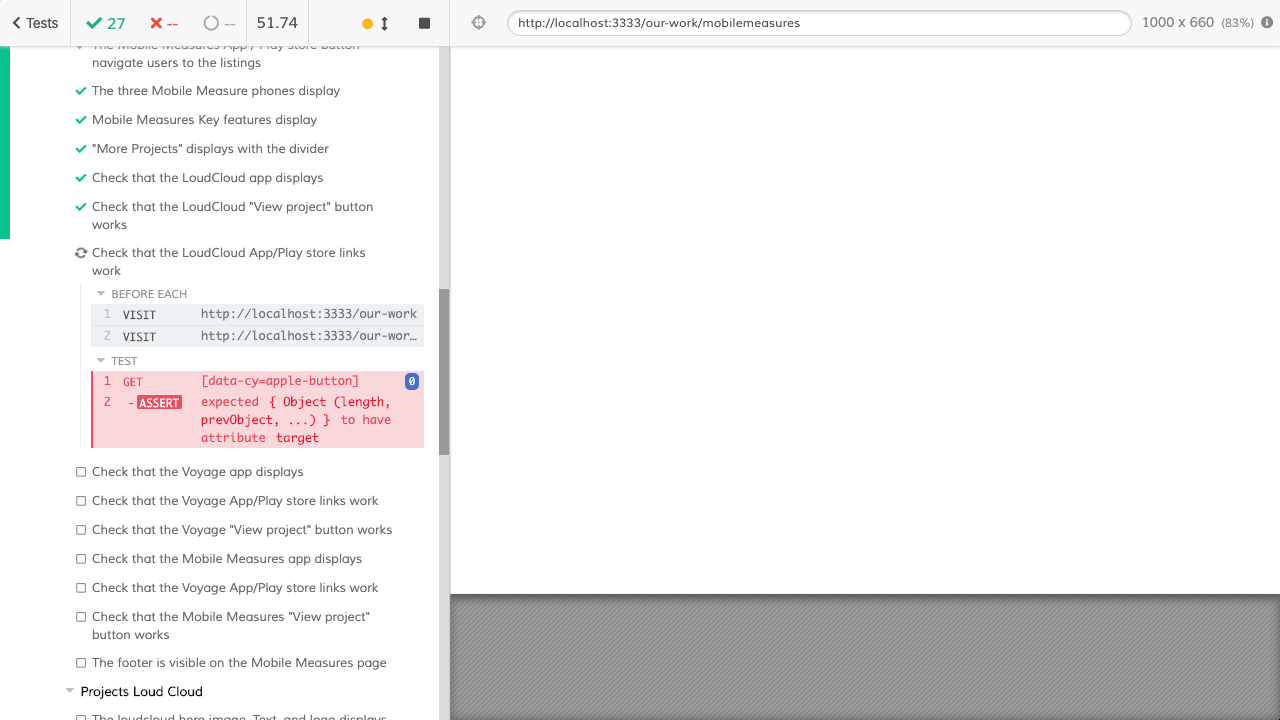 Tests
27
--
--
51.74
http://localhost:3333/our-work/mobilemeasures
1000 x 660 (83%)
The Mobile Measures App / Play store button
navigate users to the listings
The three Mobile Measure phones display
Mobile Measures Key features display
"More Projects" displays with the divider
Check that the LoudCloud app displays
Check that the LoudCloud "View project" button
works
Check that the LoudCloud App/Play store links
work
BEFORE EACH
1 VISIT http://localhost:3333/our-work
2 VISIT http://localhost:3333/our-wor…
TEST
1 GET [data-cy=apple-button] 0
2 -ASSERT expected { Object (length,
prevObject, ...) } to have
attribute target
Check that the Voyage app displays
Check that the Voyage App/Play store links work
Check that the Voyage "View project" button works
Check that the Mobile Measures app displays
Check that the Voyage App/Play store links work
Check that the Mobile Measures "View project"
button works
The footer is visible on the Mobile Measures page
Projects Loud Cloud
The loudcloud hero image, Text, and logo displays